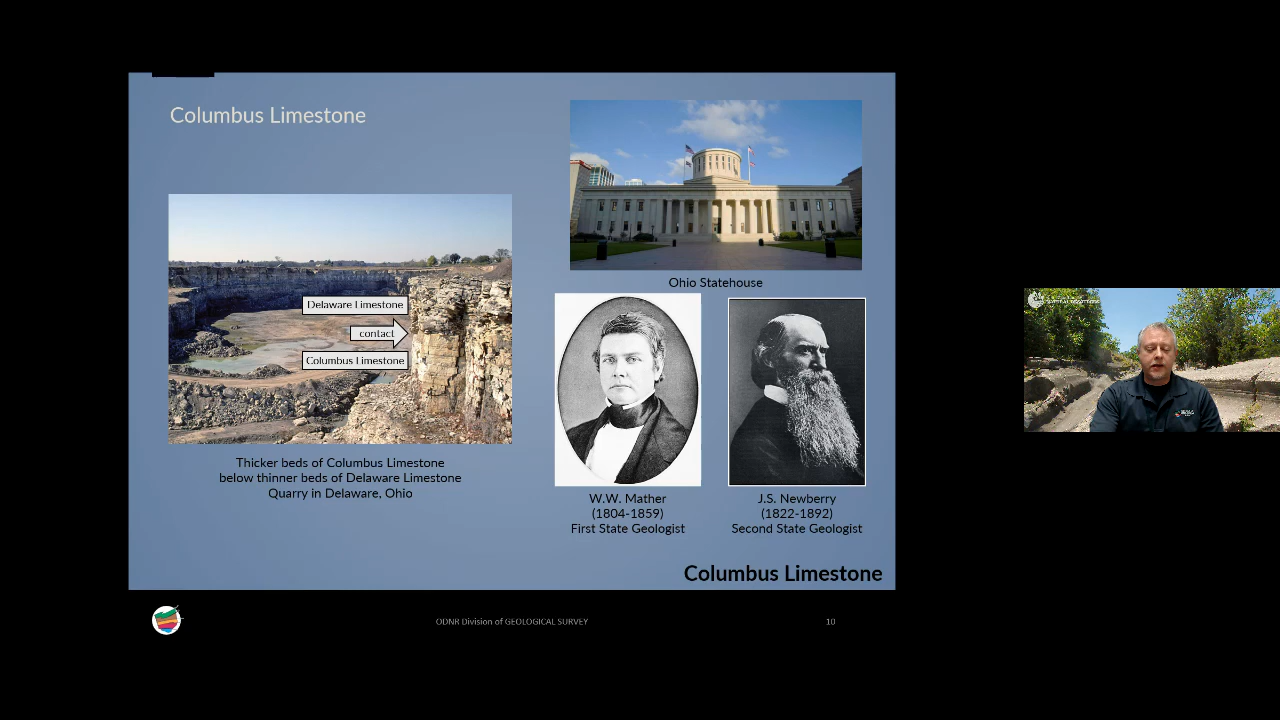 Columbus Limestone
Ohio Statehouse
Delaware Limestone
contact
Columbus Limestone
Thicker beds of Columbus Limestone
below thinner beds of Delaware Limestone
Quarry in Delaware, Ohio
W.W. Mather
(1804-1859)
First State Geologist
J.S. Newberry
(1822-1892)
Second State Geologist
Columbus Limestone
ODNR Division of GEOLOGICAL SURVEY
10